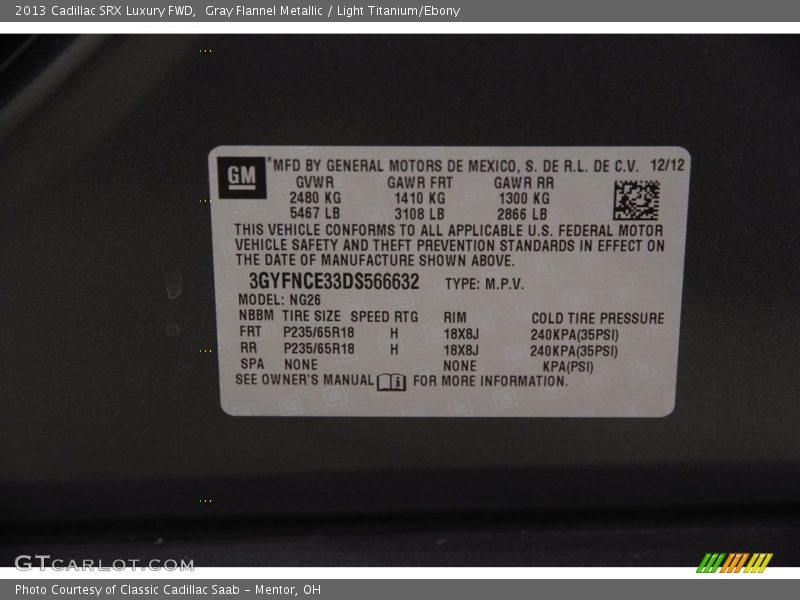 2013 Cadillac SRX Luxury FWD,  Gray Flannel Metallic / Light Titanium/Ebony
GM
®MFD BY GENERAL MOTORS DE MEXICO, S. DE R.L. DE C.V. 12/12
GVWR GAWR FRT GAWR RR
2480 KG 1410 KG 1300 KG
5467 LB 3108 LB 2866 LB
THIS VEHICLE CONFORMS TO ALL APPLICABLE U.S. FEDERAL MOTOR
VEHICLE SAFETY AND THEFT PREVENTION STANDARDS IN EFFECT ON
THE DATE OF MANUFACTURE SHOWN ABOVE.
3GYFNCE33DS566632 TYPE: M.P.V.
MODEL: NG26
NBBM TIRE SIZE SPEED RTG RIM COLD TIRE PRESSURE
FRT P235/65R18 H 18X8J 240KPA(35PSI)
RR P235/65R18 H 18X8J 240KPA(35PSI)
SPA NONE NONE KPA(PSI)
SEE OWNER'S MANUAL FOR MORE INFORMATION.
GTCARLOT.COM
Photo Courtesy of Classic Cadillac Saab - Mentor, OH